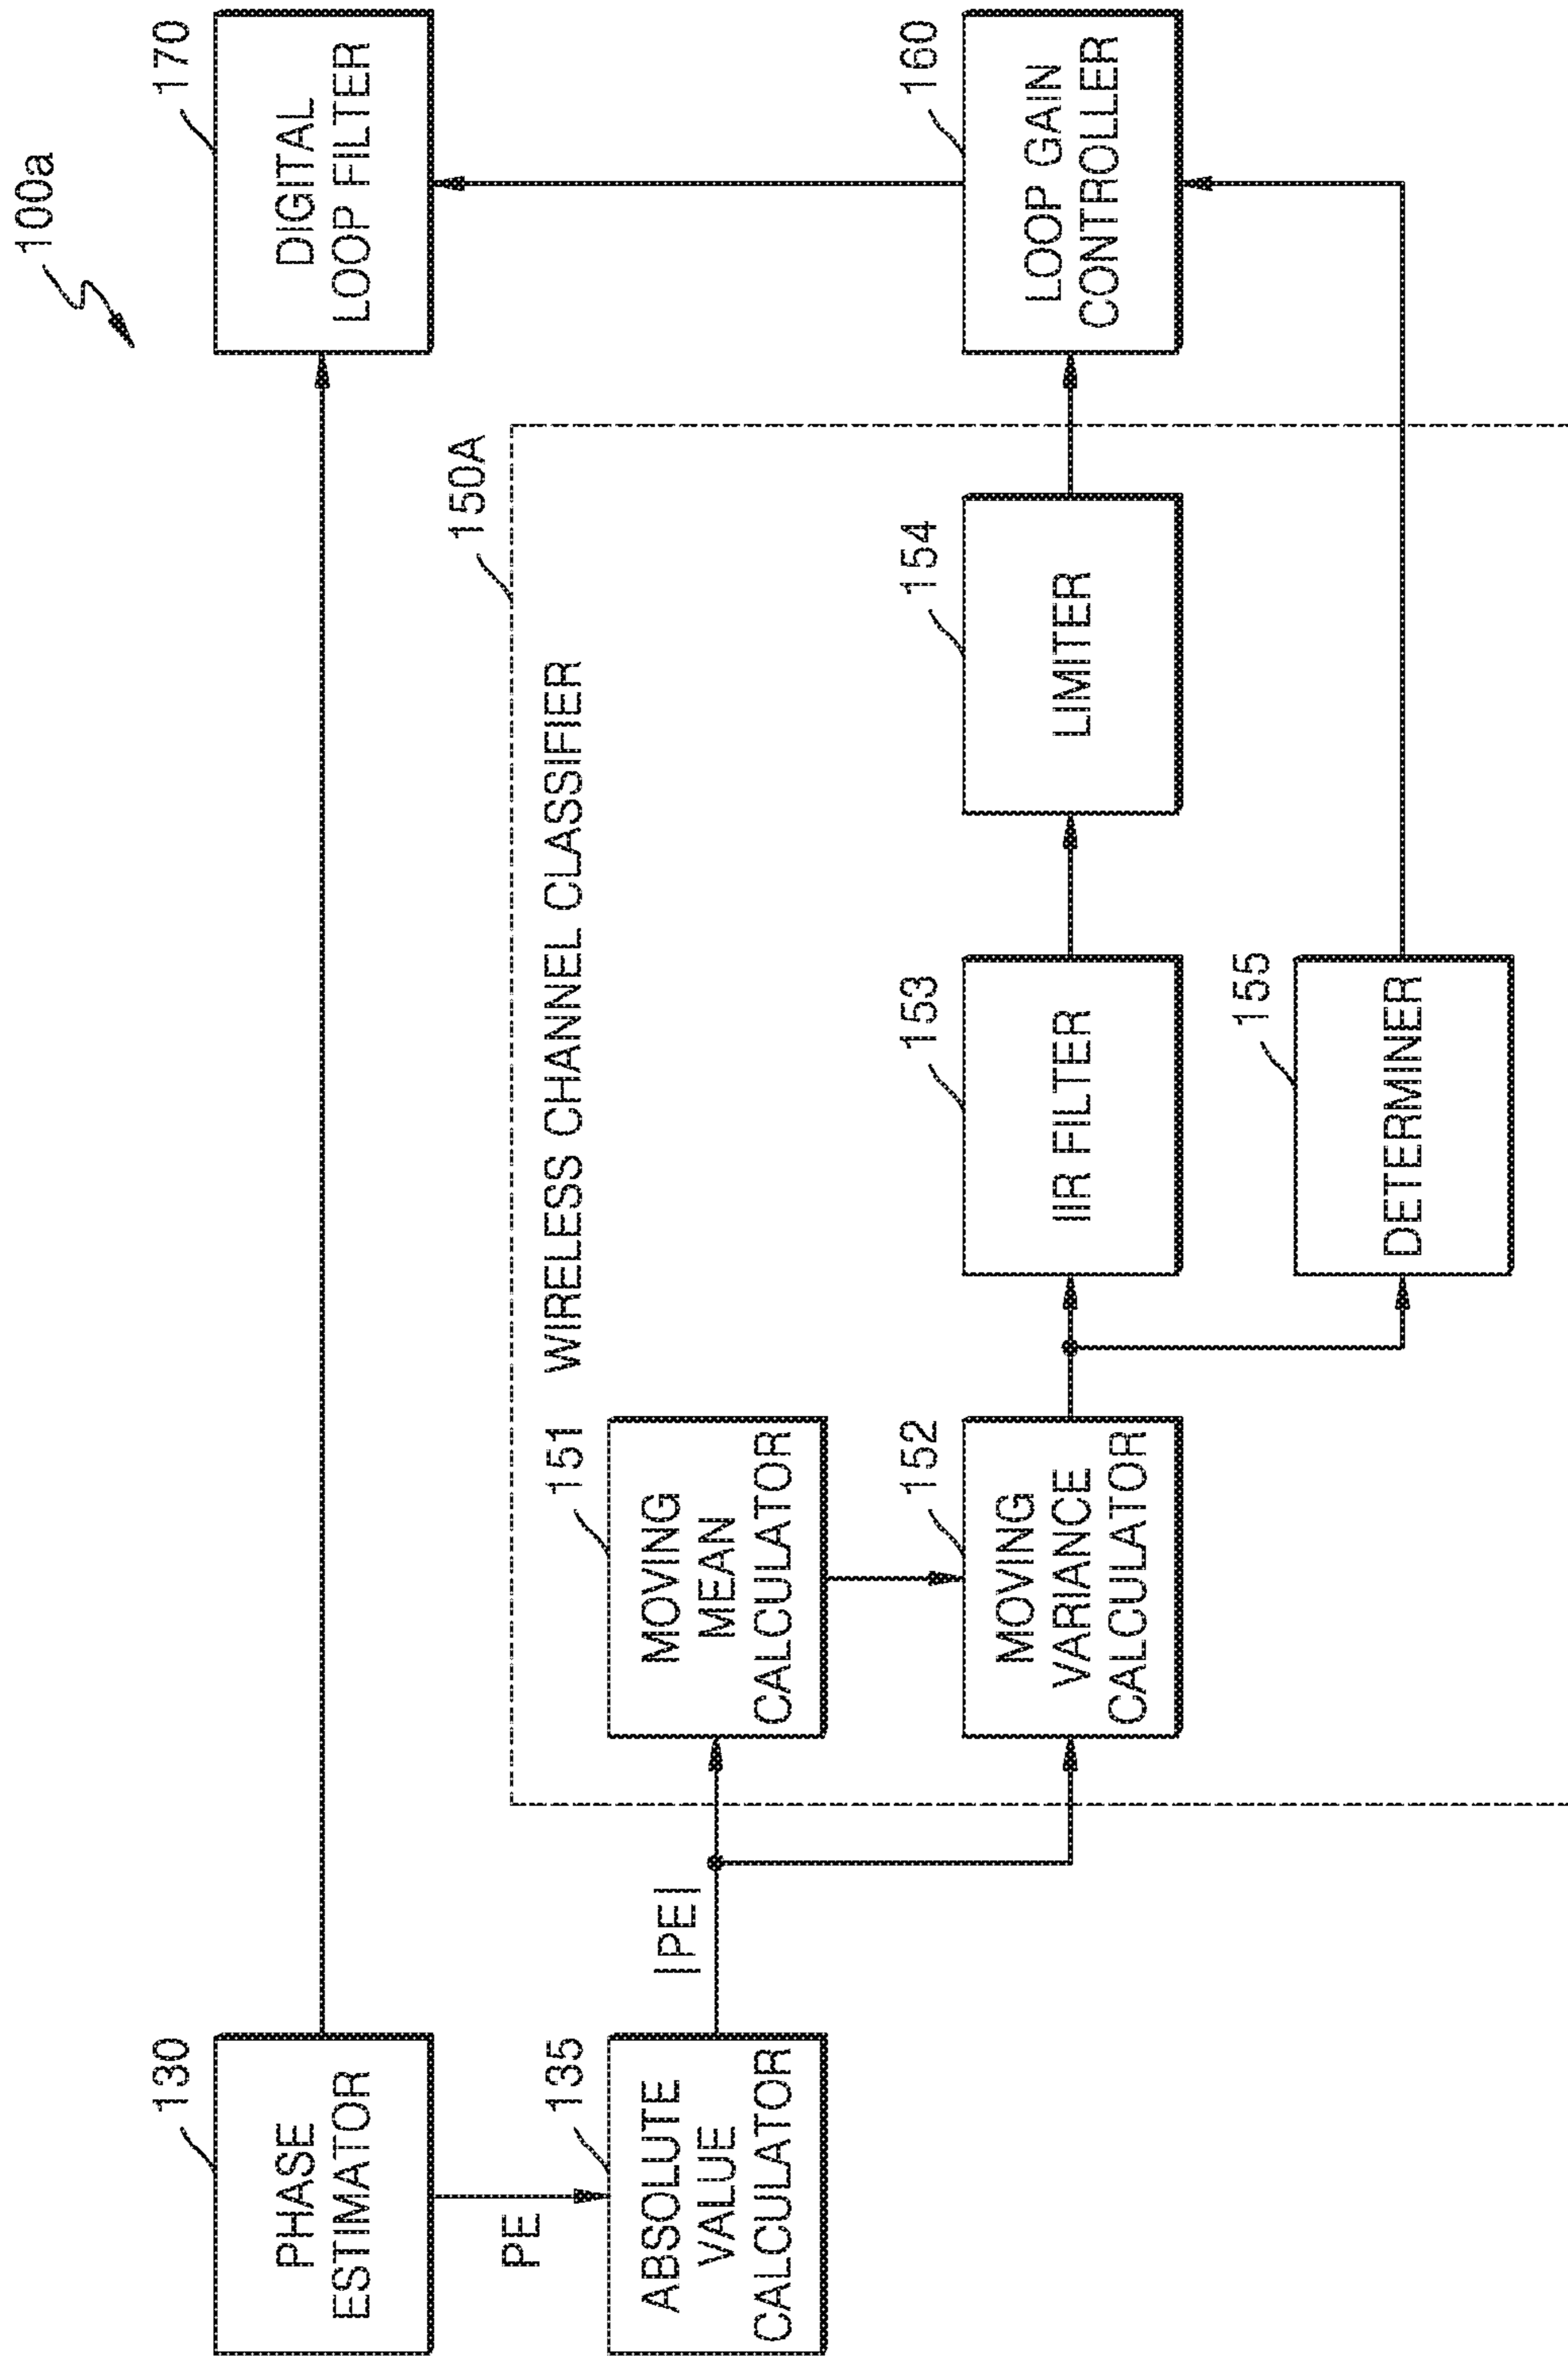 100a
130
PHASE
ESTIMATOR
170
DIGITAL
LOOP FILTER
PE
135
ABSOLUTE
VALUE
CALCULATOR
|PE|
150A
WIRELESS CHANNEL CLASSIFIER
151
MOVING
MEAN
CALCULATOR
152
MOVING
VARIANCE
CALCULATOR
153
IIR FILTER
154
LIMITER
160
LOOP GAIN
CONTROLLER
155
DETERMINER